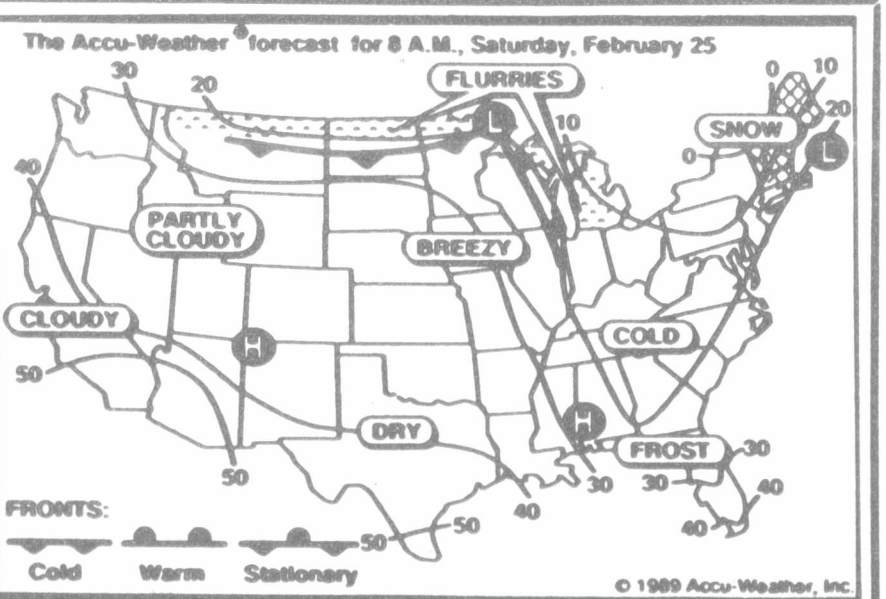 The Accu-Weather® forecast for 8 A.M., Saturday, February 25
30
20
FLURRIES
L
10
0
10
20
SNOW
0
L
40
PARTLY
CLOUDY
BREEZY
CLOUDY
H
COLD
50
DRY
H
FROST
30
30
50
40
30
40
40
50
50
FRONTS:
Cold
Warm
Stationary
© 1989 Accu-Weather, Inc.